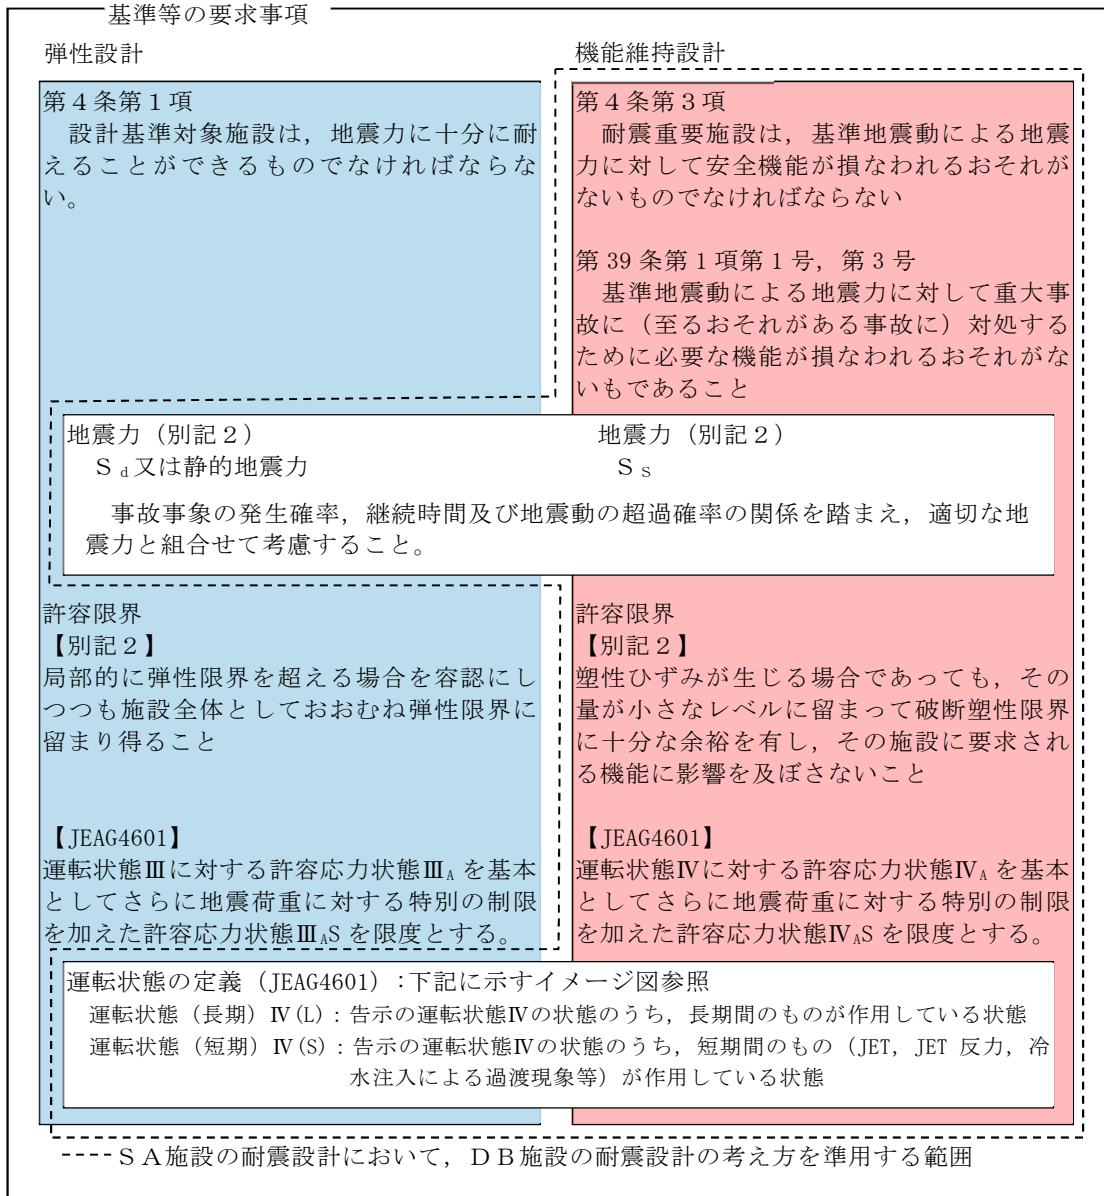 基準等の要求事項
弾性設計
第４条第１項
設計基準対象施設は，地震力に十分に耐
えることができるものでなければならな
い。
機能維持設計
第４条第３項
耐震重要施設は，基準地震動による地震
力に対して安全機能が損なわれるおそれが
ないものでなければならない
第 39 条第１項第１号，第３号
基準地震動による地震力に対して重大事
故に（至るおそれがある事故に）対処する
ために必要な機能が損なわれるおそれがな
いもであること
地震力（別記２）
Ｓd又は静的地震力
地震力（別記２）
Ｓs
事故事象の発生確率，継続時間及び地震動の超過確率の関係を踏まえ，適切な地
震力と組合せて考慮すること。
許容限界
【別記２】
局部的に弾性限界を超える場合を容認にし
つつも施設全体としておおむね弾性限界に
留まり得ること
【JEAG4601】
運転状態Ⅲに対する許容応力状態ⅢA を基本
としてさらに地震荷重に対する特別の制限
を加えた許容応力状態ⅢAS を限度とする。
許容限界
【別記２】
塑性ひずみが生じる場合であっても，その
量が小さなレベルに留まって破断塑性限界
に十分な余裕を有し，その施設に要求され
る機能に影響を及ぼさないこと
【JEAG4601】
運転状態Ⅳに対する許容応力状態ⅣA を基本
としてさらに地震荷重に対する特別の制限
を加えた許容応力状態ⅣAS を限度とする。
運転状態の定義（JEAG4601）：下記に示すイメージ図参照
運転状態（長期）Ⅳ(L)：告示の運転状態Ⅳの状態のうち，長期間のものが作用している状態
運転状態（短期）Ⅳ(S)：告示の運転状態Ⅳの状態のうち，短期間のもの（JET，JET 反力，冷
水注入による過渡現象等）が作用している状態
ＳＡ施設の耐震設計において，ＤＢ施設の耐震設計の考え方を準用する範囲